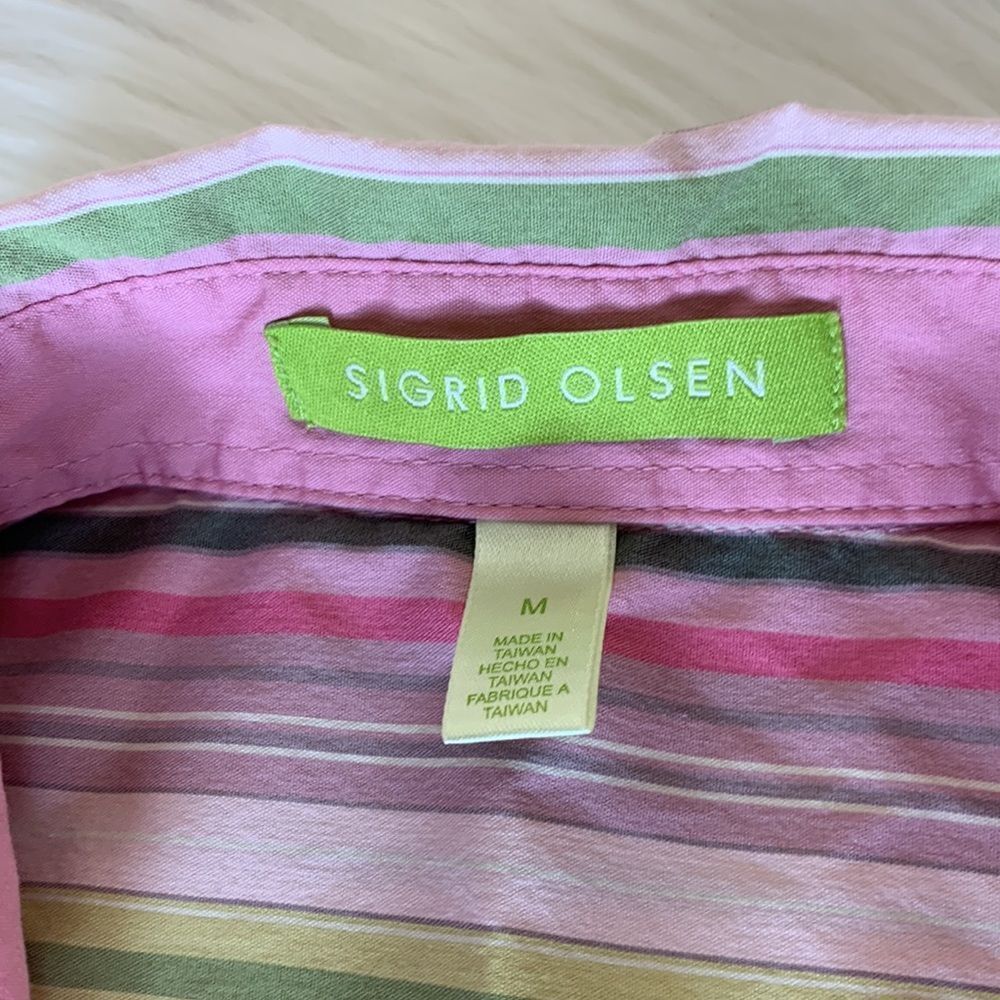 SIGRID OLSEN
M
MADE IN
TAIWAN
HECHO EN
TAIWAN
FABRIQUE A
TAIWAN